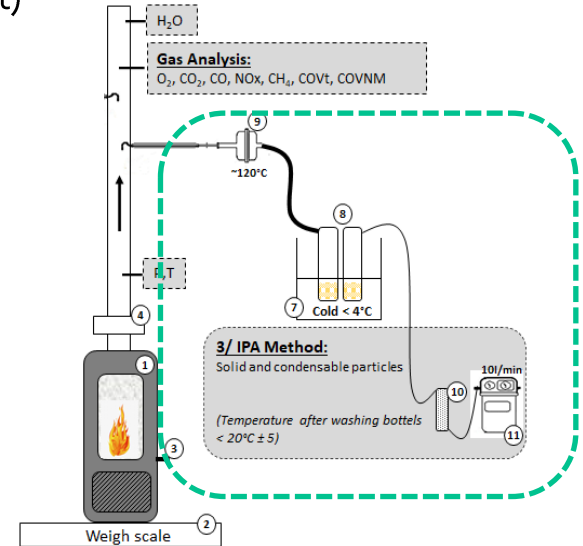 H₂O
Gas Analysis:
O₂, CO₂, CO, NOx, CH₄, COVt, COVNM
9
~120°C
8
P,T
7
Cold < 4°C
4
3/ IPA Method:
Solid and condensable particles
1
10l/min
10
(Temperature after washing bottels
< 20°C ± 5)
11
3
2
Weigh scale